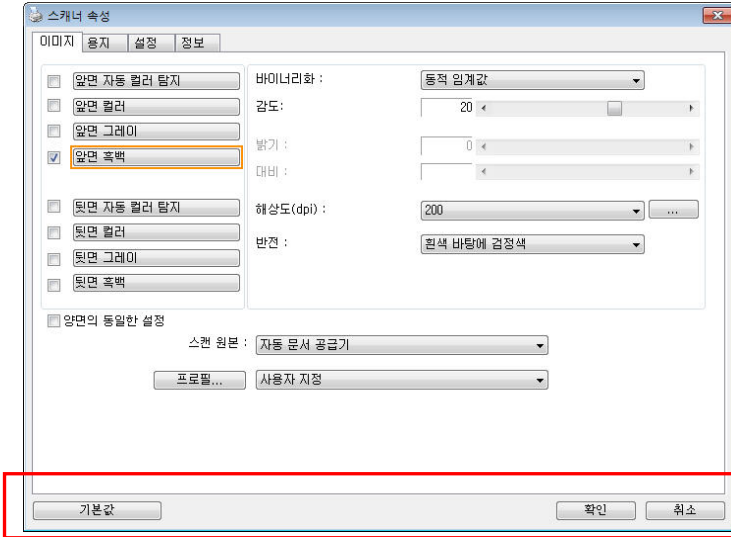 스캐너 속성
이미지 용지 설정 정보
앞면 자동 컬러 탐지
앞면 컬러
앞면 그레이
앞면 흑백
뒷면 자동 컬러 탐지
뒷면 컬러
뒷면 그레이
뒷면 흑백
바이너리화 : 동적 임계값
감도: 20
밝기 : 0
대비 :
해상도(dpi) : 200 ...
반전 : 흰색 바탕에 검정색
양면의 동일한 설정
스캔 원본 : 자동 문서 공급기
프로필... 사용자 지정
기본값 확인 취소